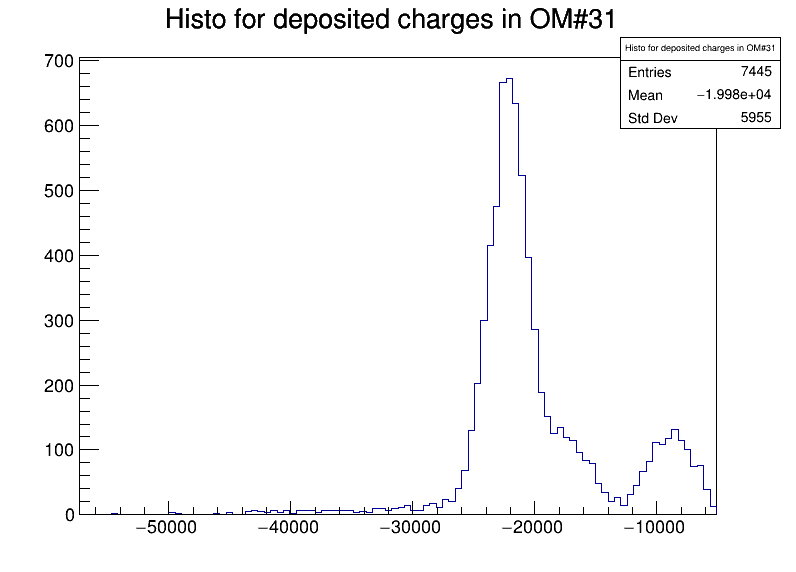 Histo for deposited charges in OM#31
Histo for deposited charges in OM#31
Entries 7445
Mean −1.998e+04
Std Dev 5955
700
600
500
400
300
200
100
0
−50000 −40000 −30000 −20000 −10000